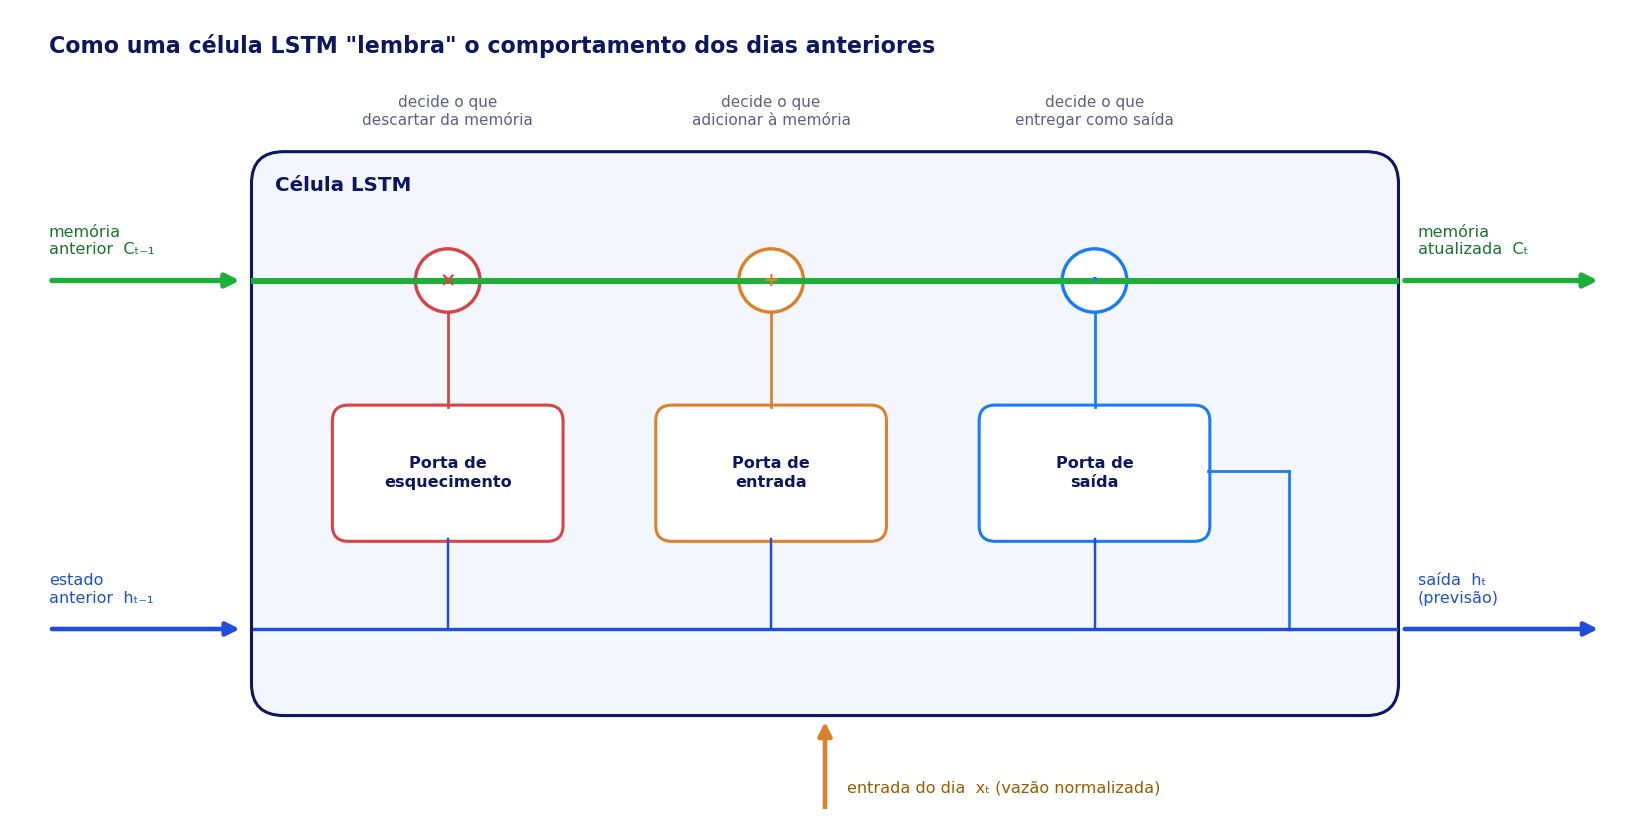 Como uma célula LSTM "lembra" o comportamento dos dias anteriores
decide o que
descartar da memória
decide o que
adicionar à memória
decide o que
entregar como saída
Célula LSTM
memória
anterior Cₜ₋₁
memória
atualizada Cₜ
×
+
·
Porta de
esquecimento
Porta de
entrada
Porta de
saída
estado
anterior hₜ₋₁
saída hₜ
(previsão)
entrada do dia xₜ (vazão normalizada)